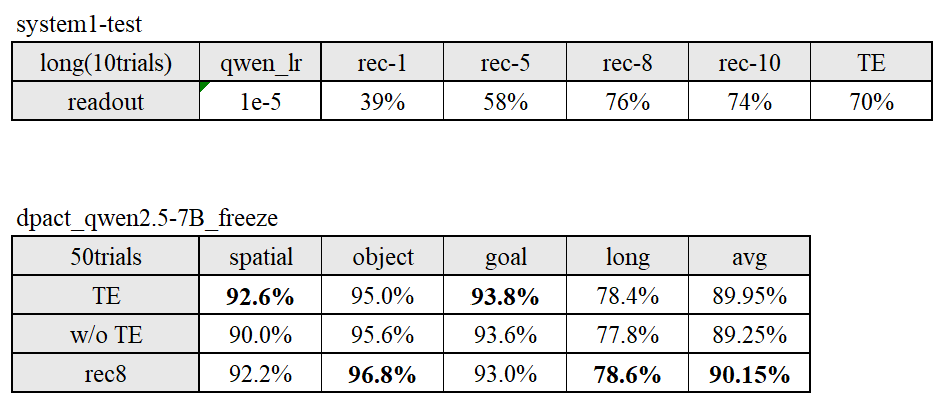 system1-test
long(10trials) qwen_lr rec-1 rec-5 rec-8 rec-10 TE
readout 1e-5 39% 58% 76% 74% 70%
dpact_qwen2.5-7B_freeze
50trials spatial object goal long avg
TE 92.6% 95.0% 93.8% 78.4% 89.95%
w/o TE 90.0% 95.6% 93.6% 77.8% 89.25%
rec8 92.2% 96.8% 93.0% 78.6% 90.15%